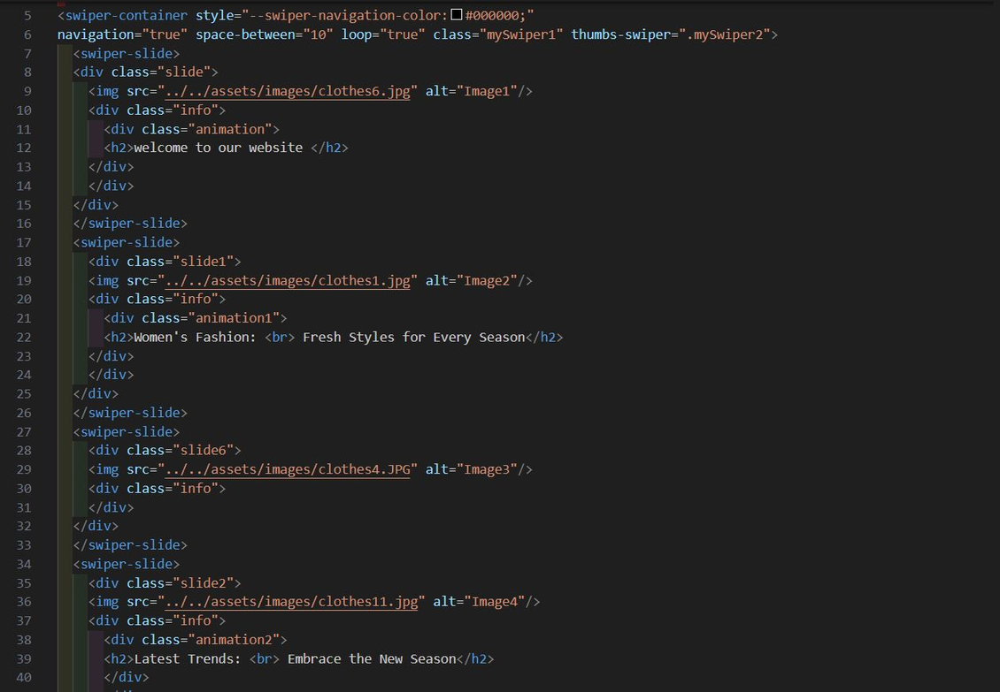 5 <swiper-container style="--swiper-navigation-color:#000000;"
6 navigation="true" space-between="10" loop="true" class="mySwiper1" thumbs-swiper=".mySwiper2">
7 <swiper-slide>
8 <div class="slide">
9 <img src="../../assets/images/clothes6.jpg" alt="Image1"/>
10 <div class="info">
11 <div class="animation">
12 <h2>welcome to our website </h2>
13 </div>
14 </div>
15 </div>
16 </swiper-slide>
17 <swiper-slide>
18 <div class="slide1">
19 <img src="../../assets/images/clothes1.jpg" alt="Image2"/>
20 <div class="info">
21 <div class="animation1">
22 <h2>Women's Fashion: <br> Fresh Styles for Every Season</h2>
23 </div>
24 </div>
25 </div>
26 </swiper-slide>
27 <swiper-slide>
28 <div class="slide6">
29 <img src="../../assets/images/clothes4.JPG" alt="Image3"/>
30 <div class="info">
31 </div>
32 </div>
33 </swiper-slide>
34 <swiper-slide>
35 <div class="slide2">
36 <img src="../../assets/images/clothes11.jpg" alt="Image4"/>
37 <div class="info">
38 <div class="animation2">
39 <h2>Latest Trends: <br> Embrace the New Season</h2>
40 </div>